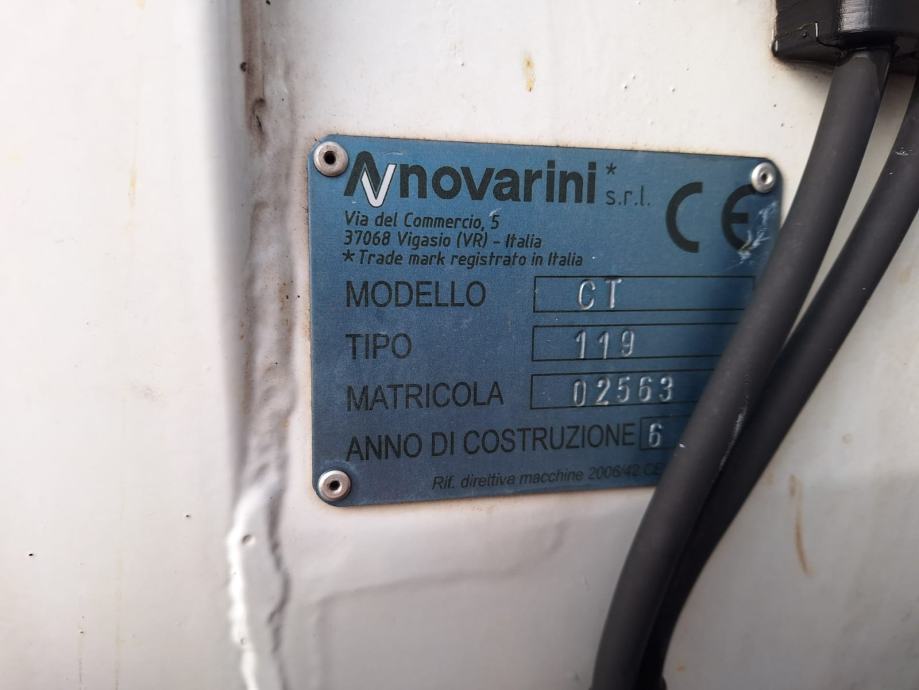 novarini* s.r.l. CE
Via del Commercio, 5
37068 Vigasio (VR) - Italia
*Trade mark registrato in Italia
MODELLO CT
TIPO 119
MATRICOLA 02563
ANNO DI COSTRUZIONE 6
Rif. direttiva macchine 2006/42 CE